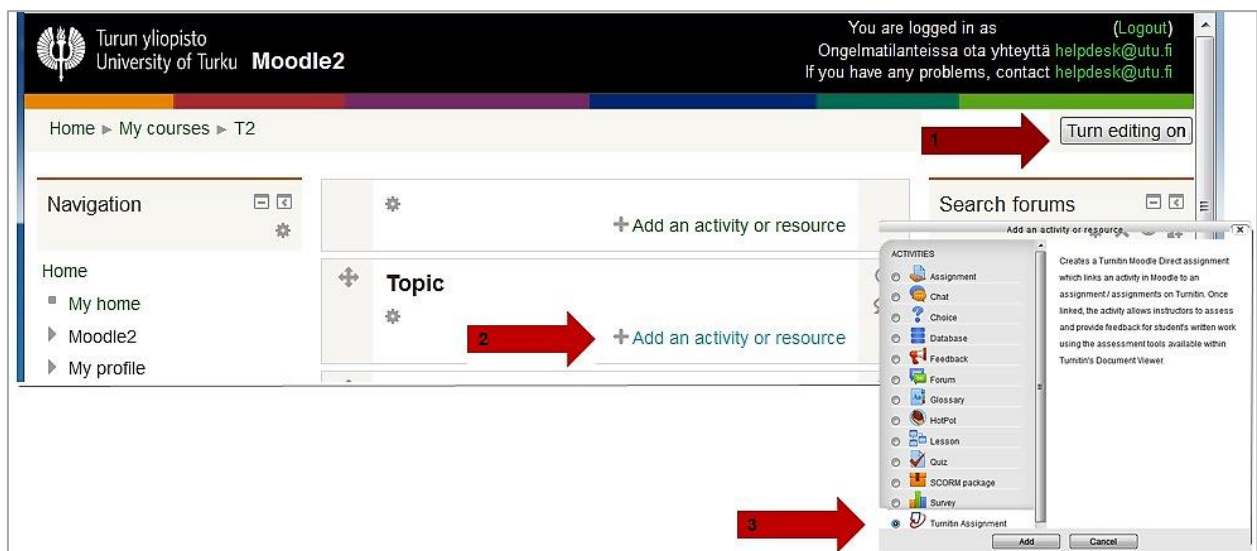 Turun yliopisto
University of Turku Moodle2
You are logged in as (Logout)
Ongelmatilanteissa ota yhteyttä helpdesk@utu.fi
If you have any problems, contact helpdesk@utu.fi
Home ► My courses ► T2
1
Turn editing on
Navigation
Home
My home
Moodle2
My profile
Add an activity or resource
Topic
2
Add an activity or resource
Search forums
Add an activity or resource
ACTIVITIES
Assignment
Chat
Choice
Database
Feedback
Forum
Glossary
HotPot
Lesson
Quiz
SCORM package
Survey
3
Turnitin Assignment
Creates a Turnitin Moodle Direct assignment
which links an activity in Moodle to an
assignment / assignments on Turnitin. Once
linked, the activity allows instructors to assess
and provide feedback for student's written work
using the assessment tools available within
Turnitin's Document Viewer.
Add
Cancel